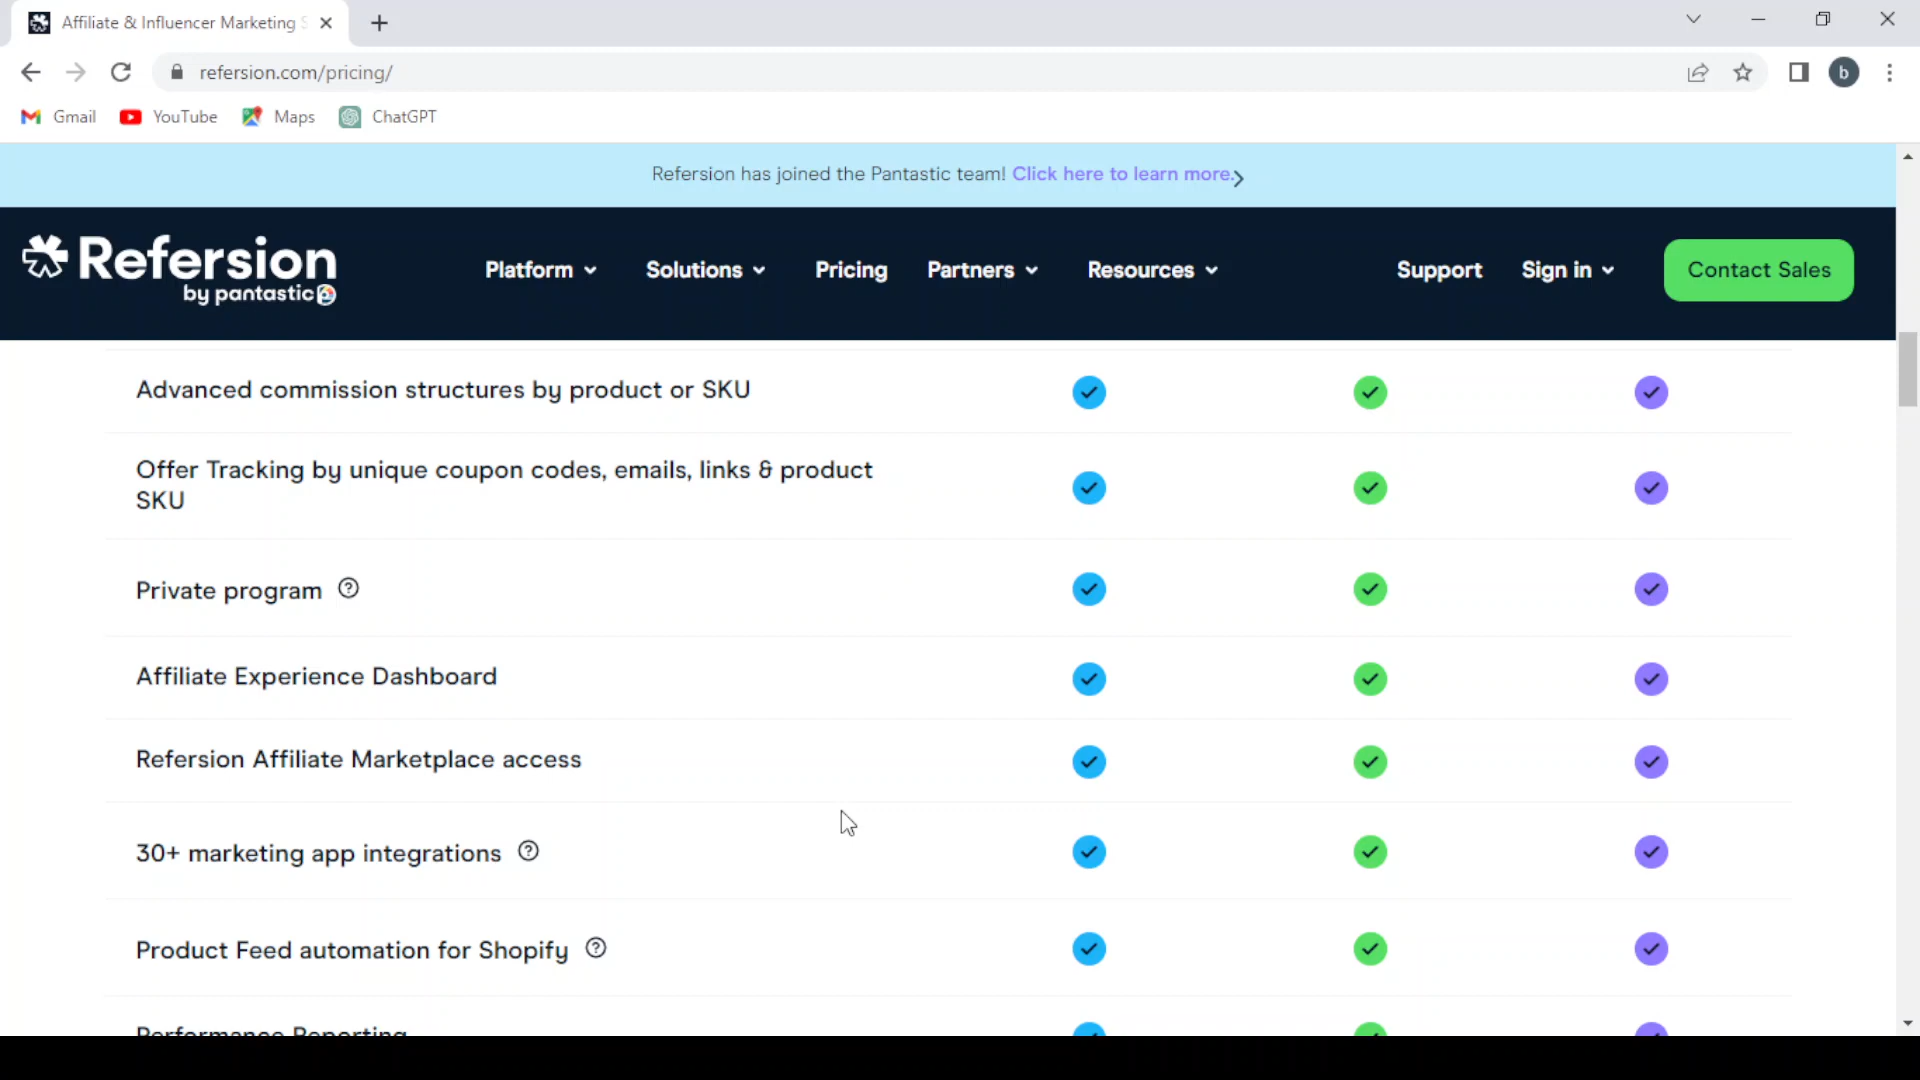 Affiliate & Influencer Marketing S
refersion.com/pricing/
b
Gmail
YouTube
Maps
ChatGPT
Refersion has joined the Pantastic team! Click here to learn more.
Refersion
by pantastic
Platform
Solutions
Pricing
Partners
Resources
Support
Sign in
Contact Sales
Advanced commission structures by product or SKU
Offer Tracking by unique coupon codes, emails, links & product
SKU
Private program
Affiliate Experience Dashboard
Refersion Affiliate Marketplace access
30+ marketing app integrations
Product Feed automation for Shopify
Performance Reporting